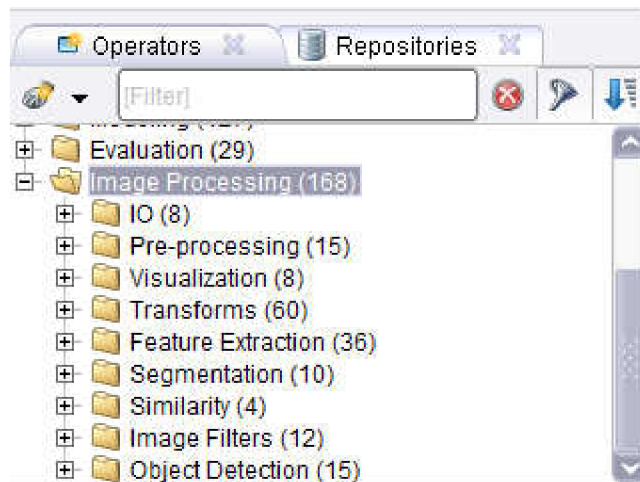 Operators Repositories
[Filter]
Evaluation (29)
Image Processing (168)
IO (8)
Pre-processing (15)
Visualization (8)
Transforms (60)
Feature Extraction (36)
Segmentation (10)
Similarity (4)
Image Filters (12)
Object Detection (15)